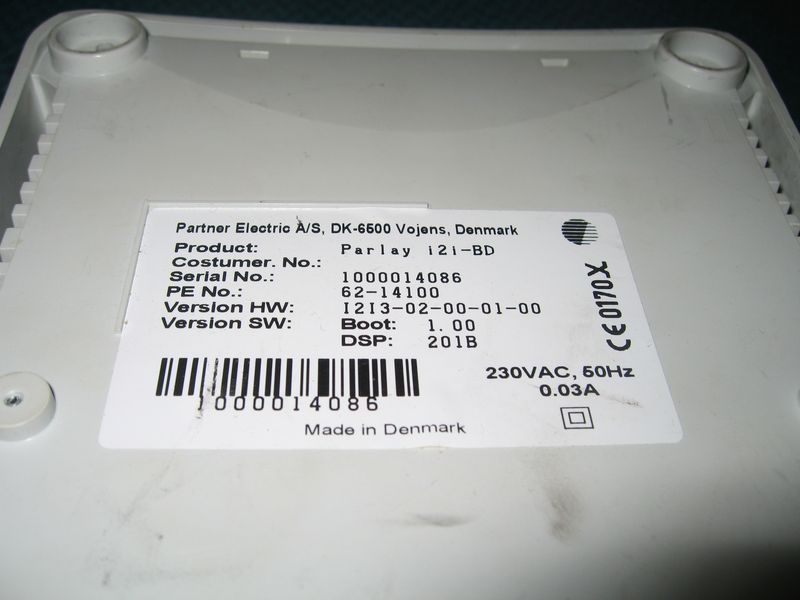 Partner Electric A/S, DK-6500 Vojens, Denmark
Product: Parlay i2i-BD
Costumer. No.:
Serial No.: 1000014086
PE No.: 62-14100
Version HW: I2I3-02-00-01-00
Version SW: Boot: 1.00
DSP: 201B
CE0170X
230VAC, 50Hz
0.03A
1000014086
Made in Denmark